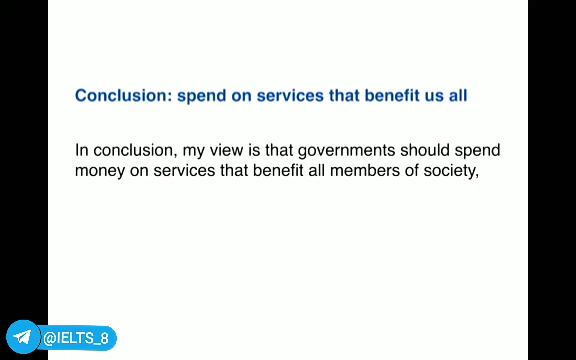 Conclusion: spend on services that benefit us all
In conclusion, my view is that governments should spend
money on services that benefit all members of society,
@IELTS_8